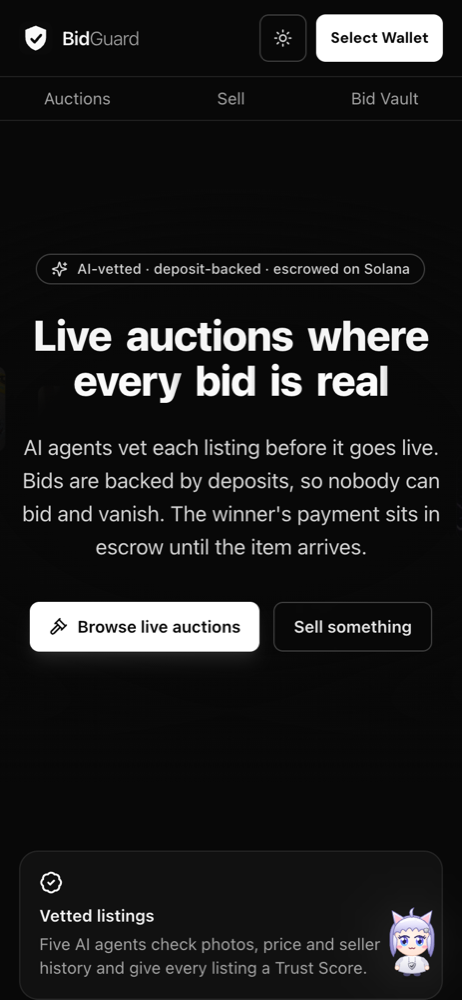 BidGuard
Select Wallet
Auctions
Sell
Bid Vault
AI-vetted · deposit-backed · escrowed on Solana
Live auctions where
every bid is real
AI agents vet each listing before it goes live.
Bids are backed by deposits, so nobody can
bid and vanish. The winner's payment sits in
escrow until the item arrives.
Browse live auctions
Sell something
Vetted listings
Five AI agents check photos, price and seller
history and give every listing a Trust Score.